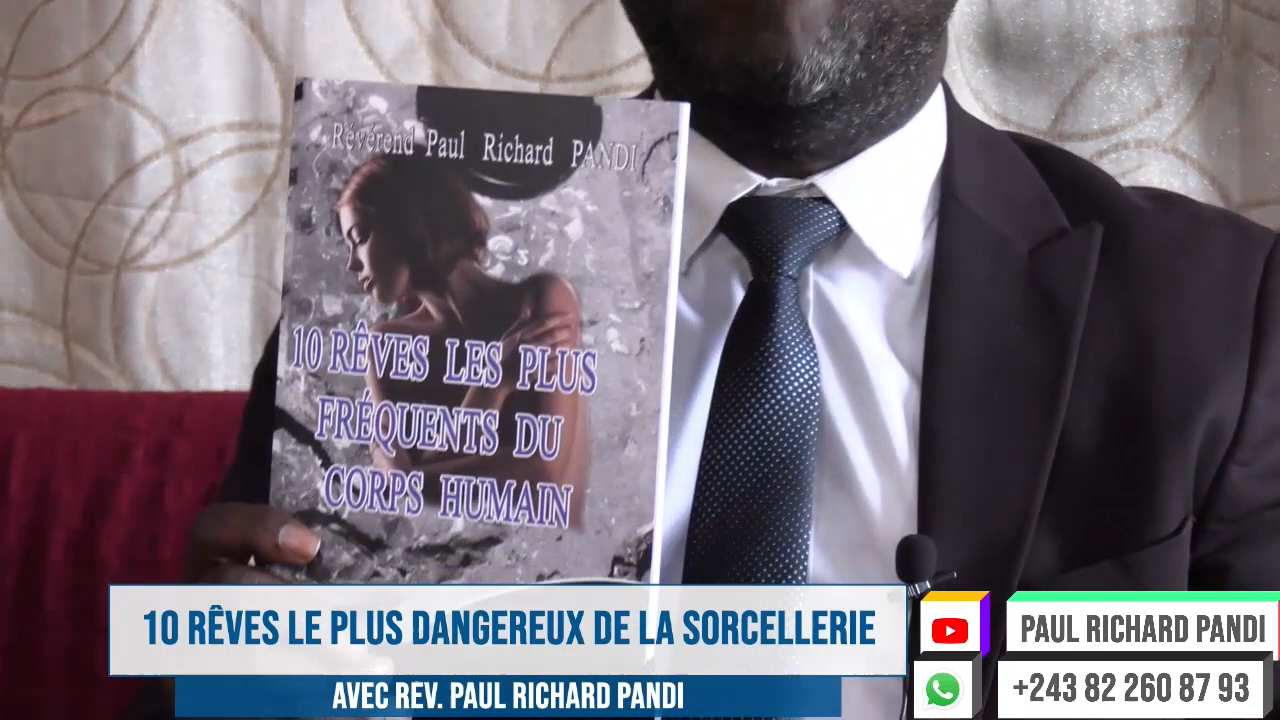 Révérend Paul Richard PANDI
10 RÊVES LES PLUS
FRÉQUENTS DU
CORPS HUMAIN
10 RÊVES LE PLUS DANGEREUX DE LA SORCELLERIE
AVEC REV. PAUL RICHARD PANDI
PAUL RICHARD PANDI
+243 82 260 87 93